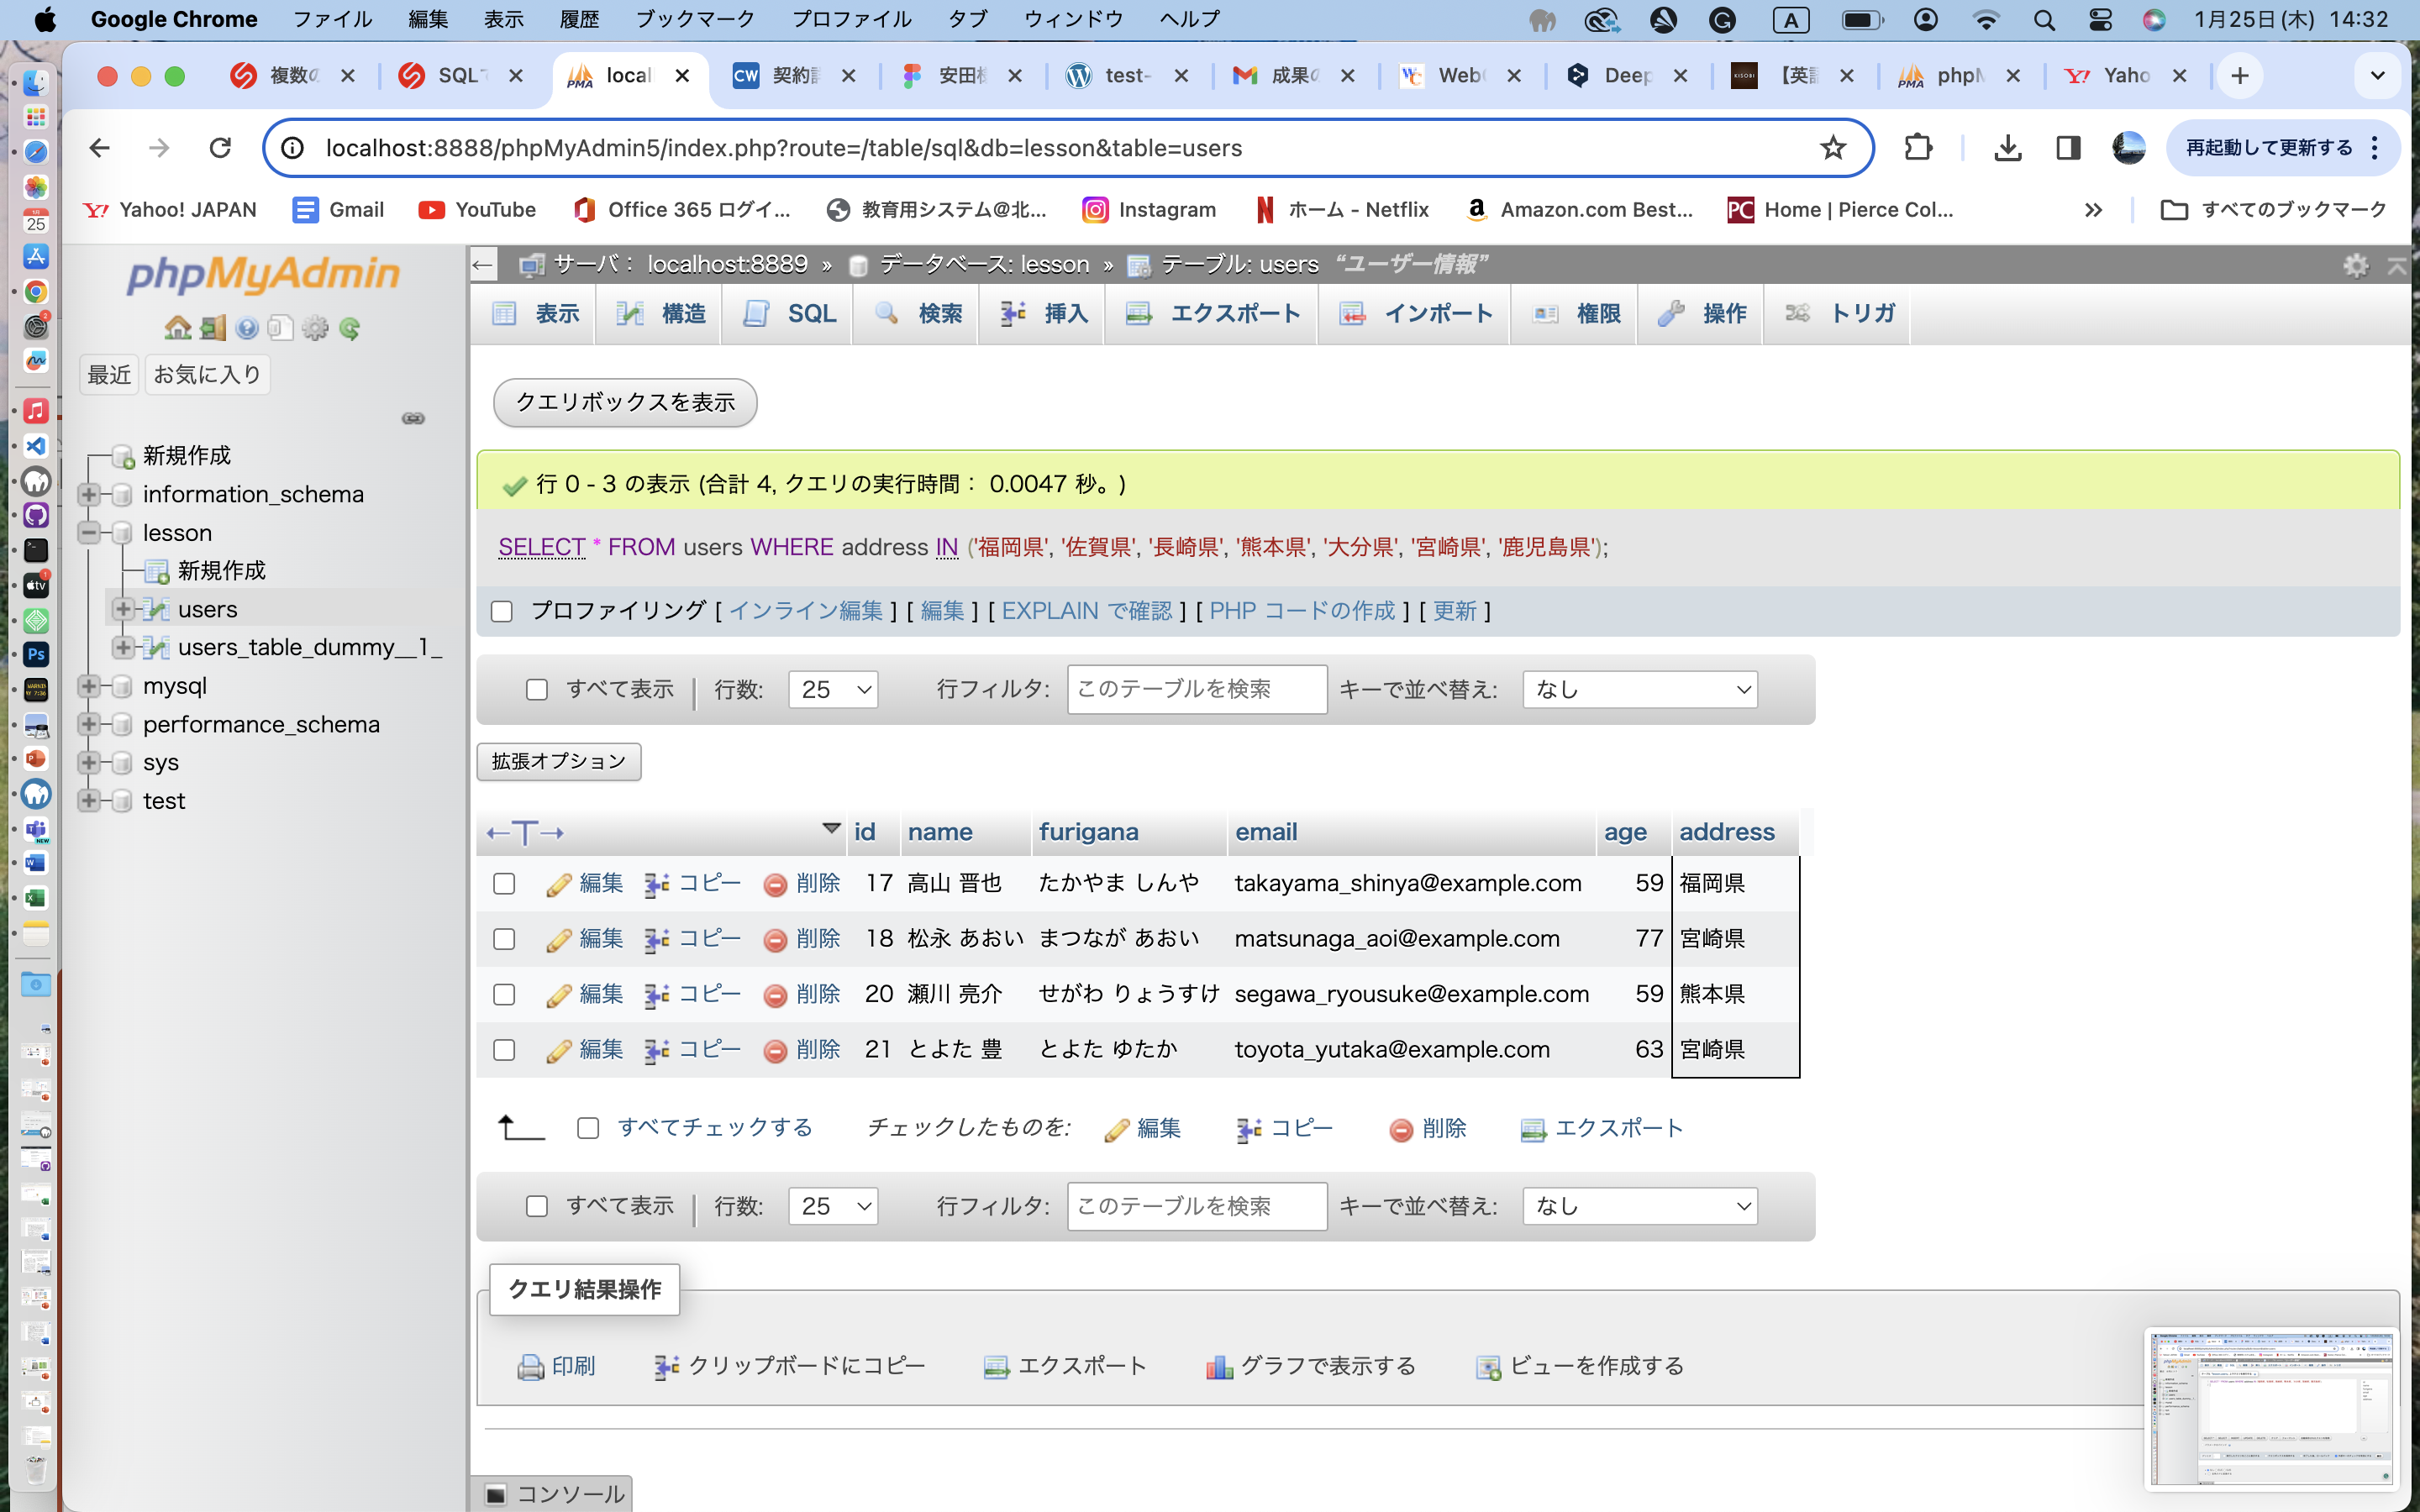 Google Chrome ファイル 編集 表示 履歴 ブックマーク プロファイル タブ ウィンドウ ヘルプ A 1月25日(木) 14:32
複数の SQLで local 契約書 安田様 test- 成果の Web Deep 【英語 phpM Yaho
localhost:8888/phpMyAdmin5/index.php?route=/table/sql&db=lesson&table=users 再起動して更新する
Yahoo! JAPAN Gmail YouTube Office 365 ログイ... 教育用システム@北... Instagram ホーム - Netflix Amazon.com Best... Home | Pierce Col... すべてのブックマーク
phpMyAdmin
最近 お気に入り
新規作成
information_schema
lesson
新規作成
users
users_table_dummy__1_
mysql
performance_schema
sys
test
サーバ： localhost:8889 » データベース: lesson » テーブル: users “ユーザー情報”
表示 構造 SQL 検索 挿入 エクスポート インポート 権限 操作 トリガ
クエリボックスを表示
行 0 - 3 の表示 (合計 4, クエリの実行時間： 0.0047 秒。)
SELECT * FROM users WHERE address IN ('福岡県', '佐賀県', '長崎県', '熊本県', '大分県', '宮崎県', '鹿児島県');
プロファイリング [ インライン編集 ] [ 編集 ] [ EXPLAIN で確認 ] [ PHP コードの作成 ] [ 更新 ]
すべて表示 行数: 25 行フィルタ: このテーブルを検索 キーで並べ替え: なし
拡張オプション
←T→ id name furigana email age address
編集 コピー 削除 17 高山 晋也 たかやま しんや takayama_shinya@example.com 59 福岡県
編集 コピー 削除 18 松永 あおい まつなが あおい matsunaga_aoi@example.com 77 宮崎県
編集 コピー 削除 20 瀬川 亮介 せがわ りょうすけ segawa_ryousuke@example.com 59 熊本県
編集 コピー 削除 21 とよた 豊 とよた ゆたか toyota_yutaka@example.com 63 宮崎県
すべてチェックする チェックしたものを: 編集 コピー 削除 エクスポート
すべて表示 行数: 25 行フィルタ: このテーブルを検索 キーで並べ替え: なし
クエリ結果操作
印刷 クリップボードにコピー エクスポート グラフで表示する ビューを作成する
コンソール